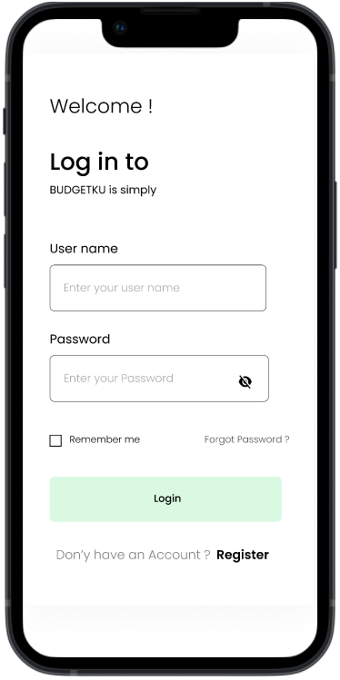 Welcome !
Log in to
BUDGETKU is simply
User name
Enter your user name
Password
Enter your Password
Remember me Forgot Password ?
Login
Don'y have an Account ? Register